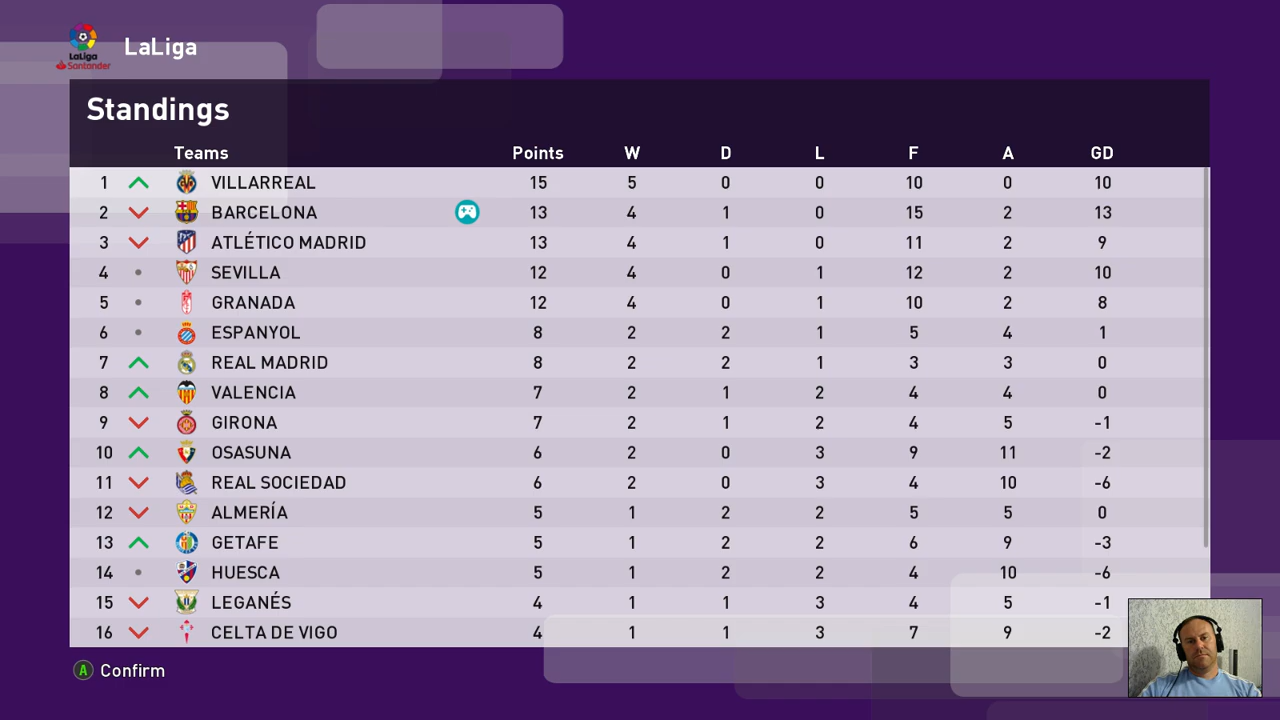 LaLiga
LaLiga
Santander
Standings
Teams Points W D L F A GD
1 VILLARREAL 15 5 0 0 10 0 10
2 BARCELONA 13 4 1 0 15 2 13
3 ATLÉTICO MADRID 13 4 1 0 11 2 9
4 SEVILLA 12 4 0 1 12 2 10
5 GRANADA 12 4 0 1 10 2 8
6 ESPANYOL 8 2 2 1 5 4 1
7 REAL MADRID 8 2 2 1 3 3 0
8 VALENCIA 7 2 1 2 4 4 0
9 GIRONA 7 2 1 2 4 5 -1
10 OSASUNA 6 2 0 3 9 11 -2
11 REAL SOCIEDAD 6 2 0 3 4 10 -6
12 ALMERÍA 5 1 2 2 5 5 0
13 GETAFE 5 1 2 2 6 9 -3
14 HUESCA 5 1 2 2 4 10 -6
15 LEGANÉS 4 1 1 3 4 5 -1
16 CELTA DE VIGO 4 1 1 3 7 9 -2
A Confirm